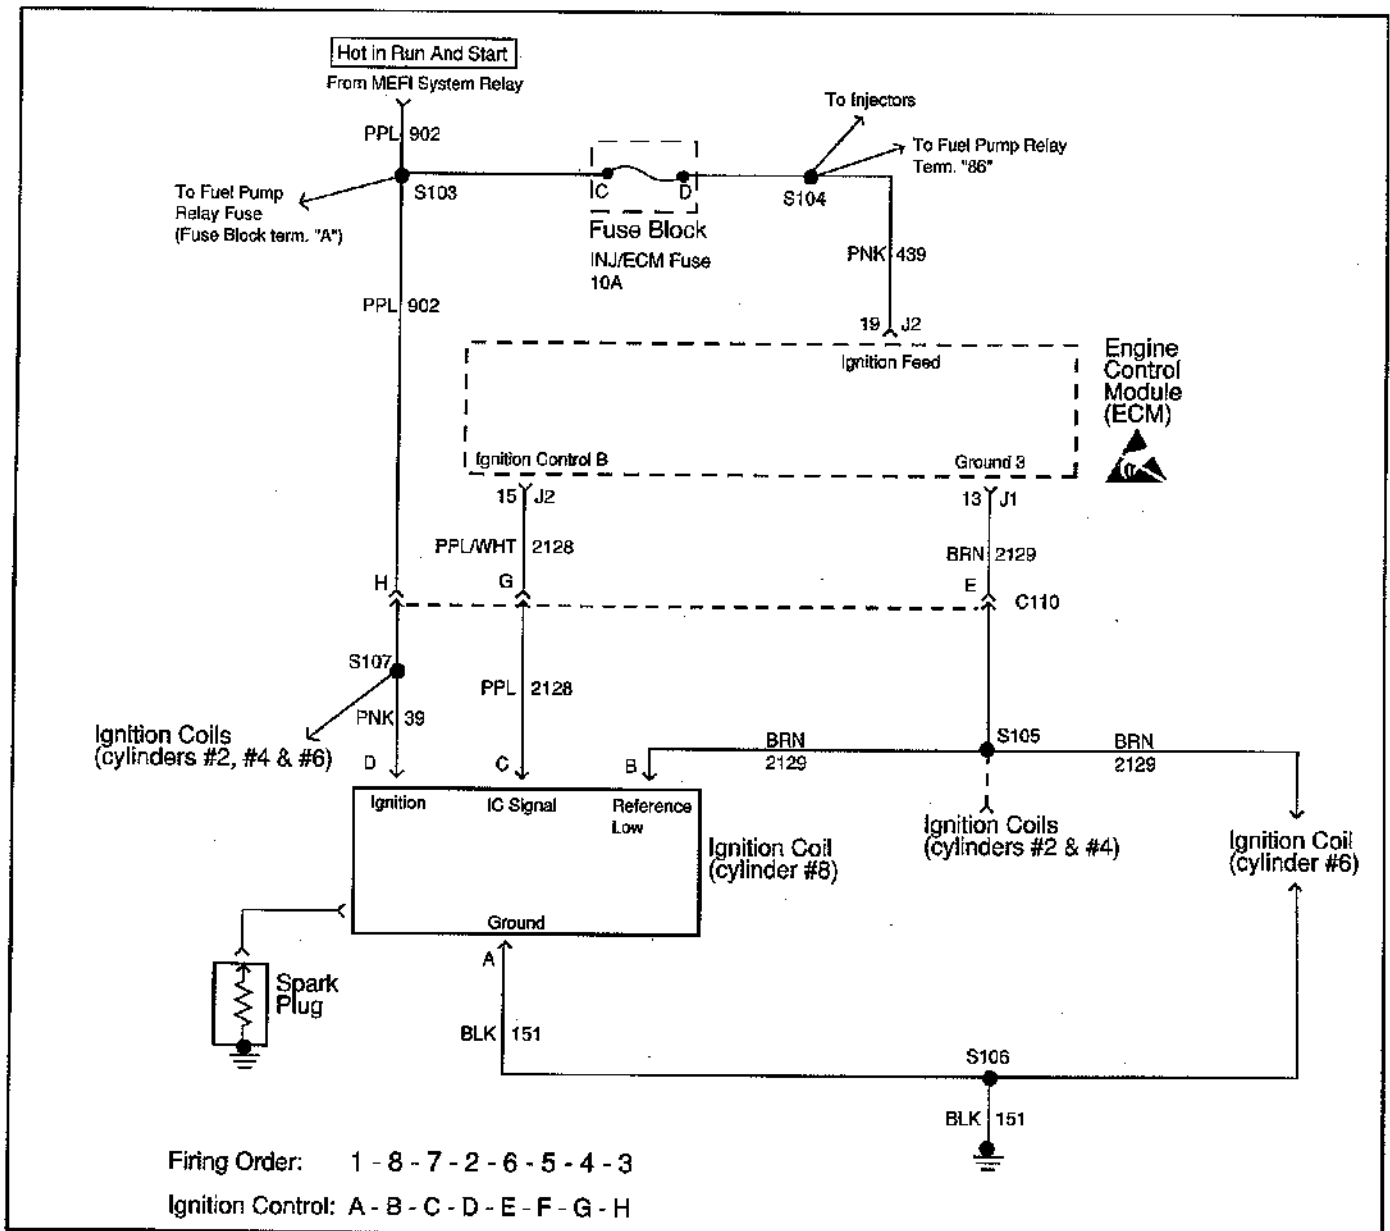 Hot in Run And Start
From MEFI System Relay
PPL 902
To Injectors
To Fuel Pump Relay
Term. "86"
S103
To Fuel Pump
Relay Fuse
(Fuse Block term. "A")
C D
S104
Fuse Block
INJ/ECM Fuse
10A
PNK 439
PPL 902
19 J2
Ignition Feed
Engine
Control
Module
(ECM)
Ignition Control B
Ground 3
15 J2
13 J1
PPL/WHT 2128
BRN 2129
H
G
E
C110
S107
PPL 2128
PNK 39
Ignition Coils
(cylinders #2, #4 & #6)
S105
BRN
2129
BRN
2129
D
C
B
Ignition
IC Signal
Reference
Low
Ignition Coil
(cylinder #8)
Ignition Coils
(cylinders #2 & #4)
Ignition Coil
(cylinder #6)
Ground
A
Spark
Plug
BLK 151
S106
BLK 151
Firing Order: 1 - 8 - 7 - 2 - 6 - 5 - 4 - 3
Ignition Control: A - B - C - D - E - F - G - H